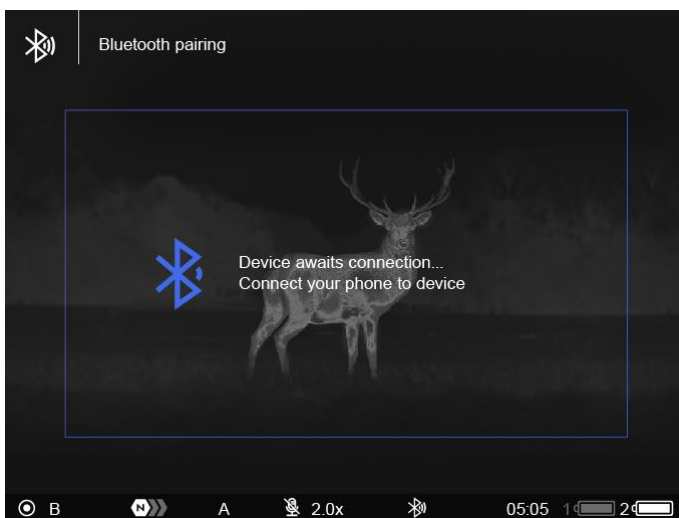 Bluetooth pairing
Device awaits connection...
Connect your phone to device
B N A 2.0x 05:05 1 2